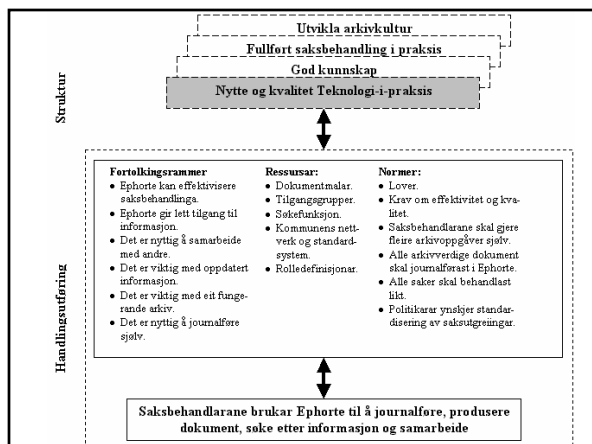 Utvikla arkivkultur
Fullført saksbehandling i praksis
God kunnskap
Nytte og kvalitet Teknologi-i-praksis
Struktur
Handlingsutføring
Fortolkingsrammer
• Ephorte kan effektivisere
saksbehandlinga.
• Ephorte gir lett tilgang til
informasjon.
• Det er nyttig å samarbeide
med andre.
• Det er viktig med oppdatert
informasjon.
• Det er viktig med eit funge-
rande arkiv.
• Det er nyttig å journalføre
sjølv.
Ressursar:
• Dokumentmalar.
• Tilgangsgrupper.
• Søkefunksjon.
• Kommunens nett-
verk og standard-
system.
• Rolledefinisjonar.
Normer:
• Lover.
• Krav om effektivitet og kva-
litet.
• Saksbehandlarane skal gjere
fleire arkivoppgåver sjølv.
• Alle arkivverdige dokument
skal journalførast i Ephorte.
• Alle saker skal behandlast
likt.
• Politikarar ynskjer standar-
disering av saksutgreiingar.
Saksbehandlarane brukar Ephorte til å journalføre, produsere
dokument, søke etter informasjon og samarbeide